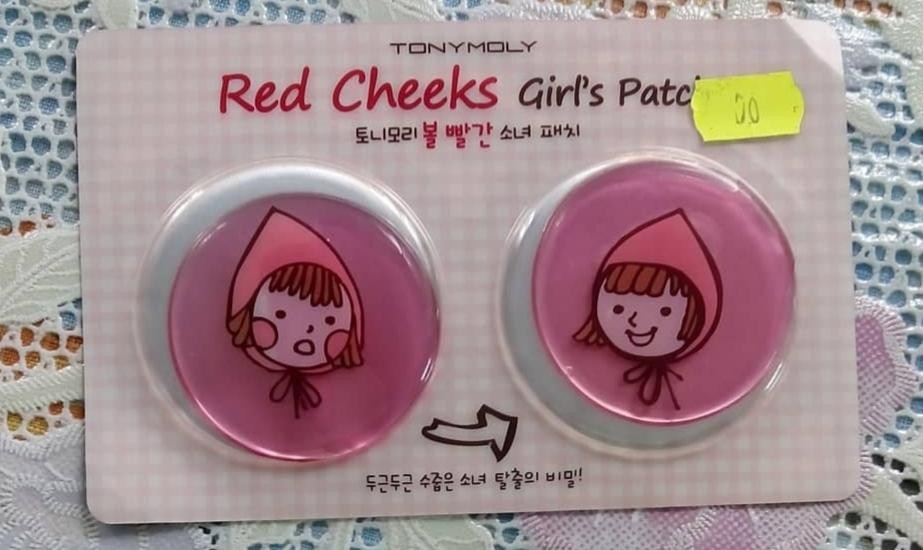 TONYMOLY
Red Cheeks Girl's Patc
토니모리 볼 빨간 소녀 패치
두근두근 수줍은 소녀 탈출의 비밀!